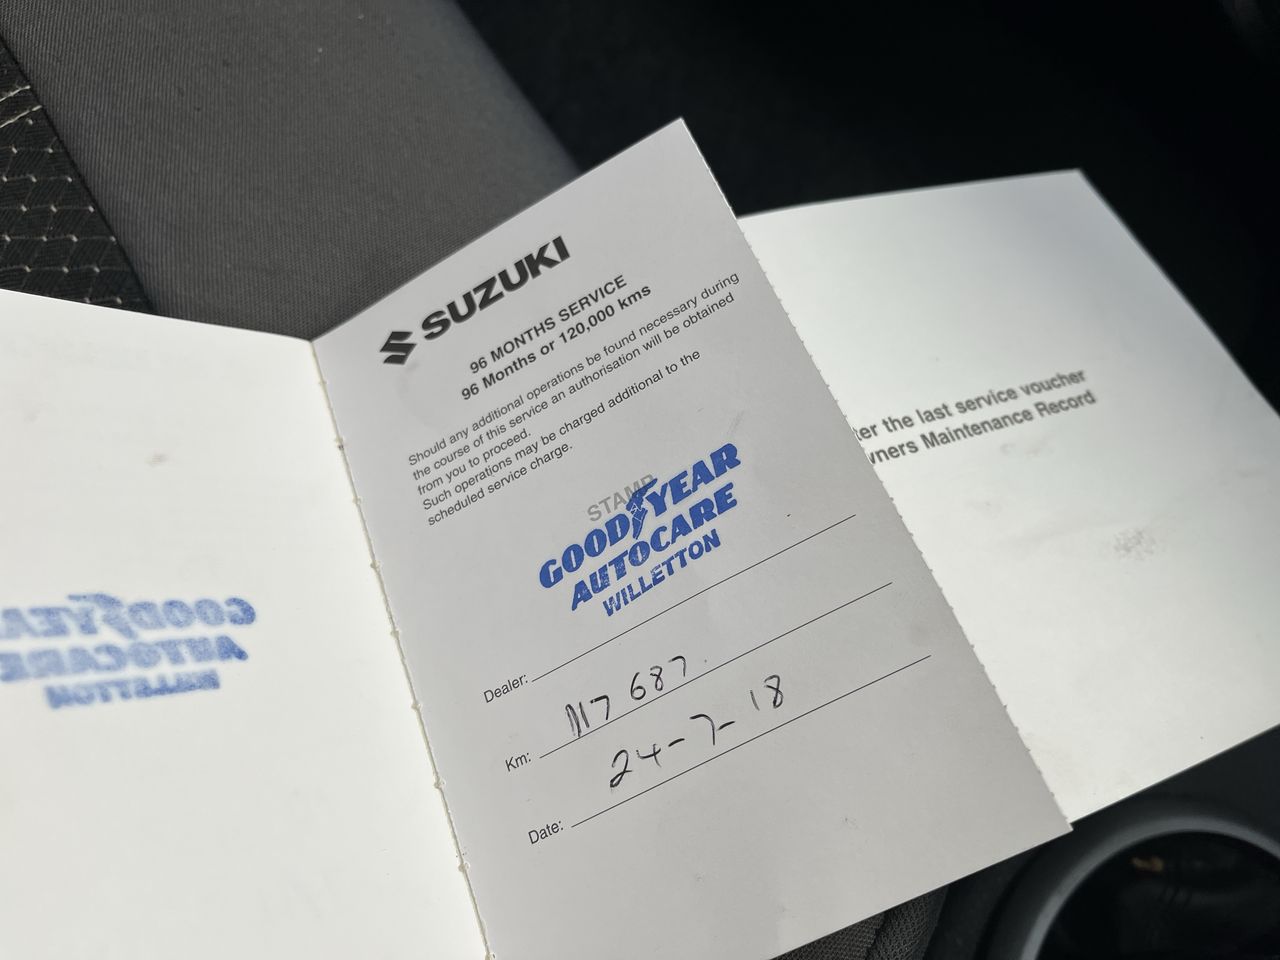 SUZUKI
96 MONTHS SERVICE
96 Months or 120,000 kms
Should any additional operations be found necessary during
the course of this service an authorisation will be obtained
from you to proceed.
Such operations may be charged additional to the
scheduled service charge.
STAMP
GOODYEAR
AUTOCARE
WILLETTON
Dealer:
Km: 117 687
Date: 24-7-18
ter the last service voucher
wners Maintenance Record
GOODYEAR
AUTOCARE
WILLETTON